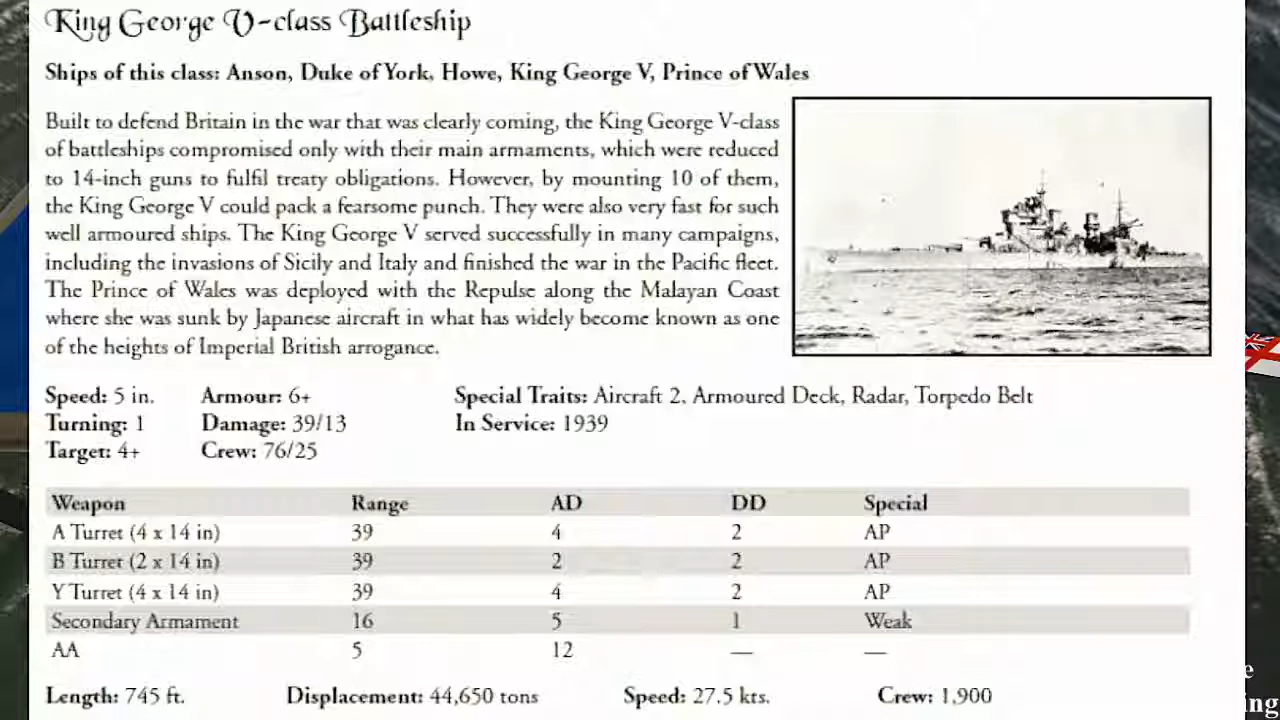 King George V-class Battleship
Ships of this class: Anson, Duke of York, Howe, King George V, Prince of Wales
Built to defend Britain in the war that was clearly coming, the King George V-class
of battleships compromised only with their main armaments, which were reduced
to 14-inch guns to fulfil treaty obligations. However, by mounting 10 of them,
the King George V could pack a fearsome punch. They were also very fast for such
well armoured ships. The King George V served successfully in many campaigns,
including the invasions of Sicily and Italy and finished the war in the Pacific fleet.
The Prince of Wales was deployed with the Repulse along the Malayan Coast
where she was sunk by Japanese aircraft in what has widely become known as one
of the heights of Imperial British arrogance.
Speed: 5 in. Armour: 6+ Special Traits: Aircraft 2, Armoured Deck, Radar, Torpedo Belt
Turning: 1 Damage: 39/13 In Service: 1939
Target: 4+ Crew: 76/25
Weapon Range AD DD Special
A Turret (4 x 14 in) 39 4 2 AP
B Turret (2 x 14 in) 39 2 2 AP
Y Turret (4 x 14 in) 39 4 2 AP
Secondary Armament 16 5 1 Weak
AA 5 12 — —
Length: 745 ft. Displacement: 44,650 tons Speed: 27.5 kts. Crew: 1,900